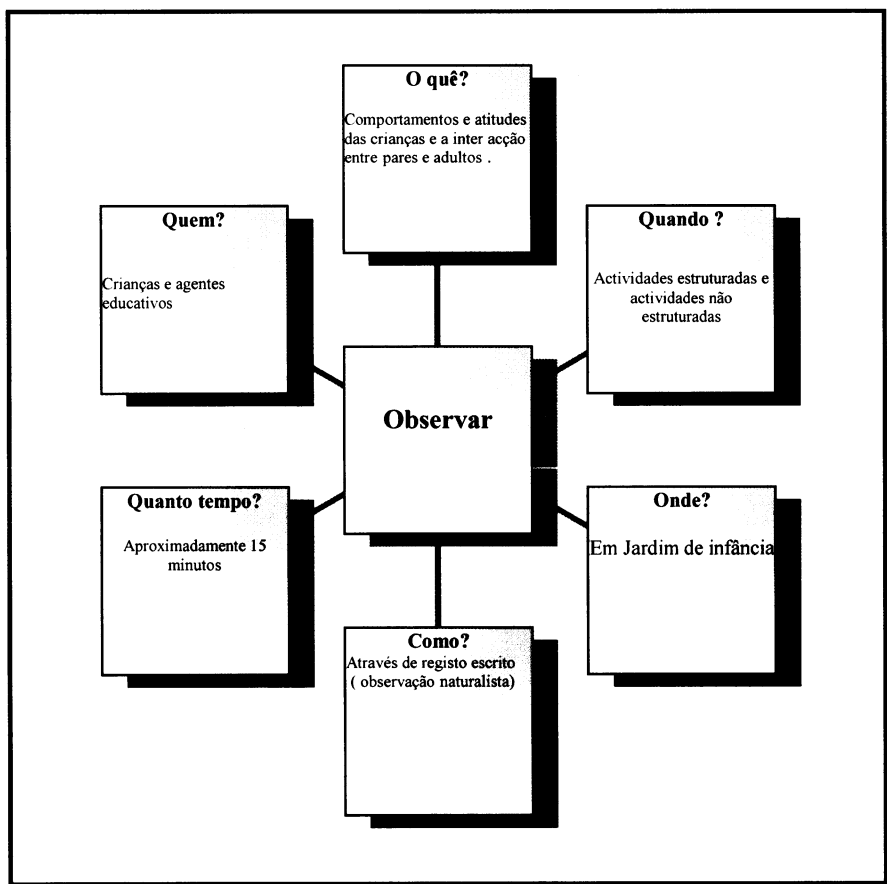 O quê?
Comportamentos e atitudes
das crianças e a inter acção
entre pares e adultos .
Quem?
Crianças e agentes
educativos
Quando ?
Actividades estruturadas e
actividades não
estruturadas
Observar
Quanto tempo?
Aproximadamente 15
minutos
Onde?
Em Jardim de infância
Como?
Através de registo escrito
( observação naturalista)